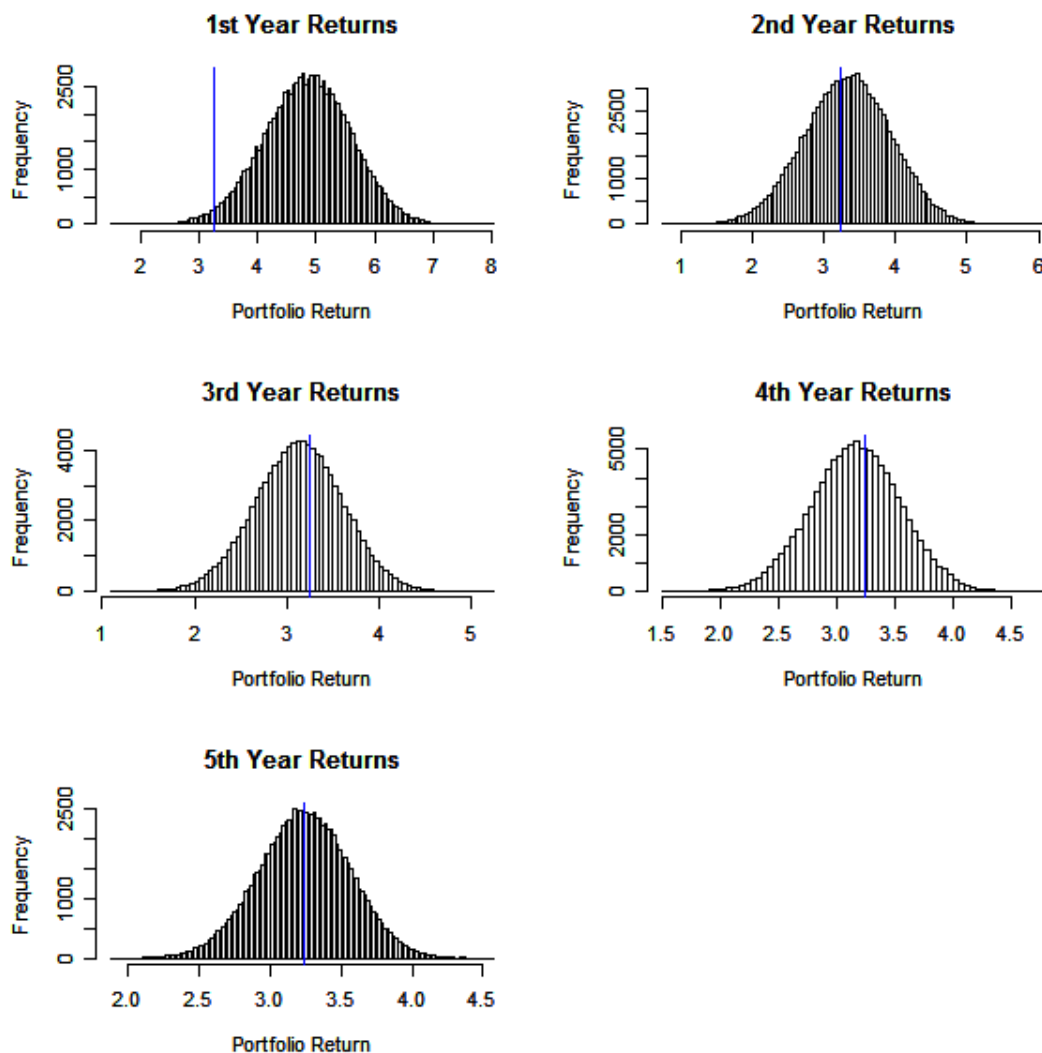 1st Year Returns
Frequency
0 1000 2500
2 3 4 5 6 7 8
Portfolio Return
2nd Year Returns
Frequency
0 1000 2500
1 2 3 4 5 6
Portfolio Return
3rd Year Returns
Frequency
0 2000 4000
1 2 3 4 5
Portfolio Return
4th Year Returns
Frequency
0 2000 5000
1.5 2.0 2.5 3.0 3.5 4.0 4.5
Portfolio Return
5th Year Returns
Frequency
0 1000 2500
2.0 2.5 3.0 3.5 4.0 4.5
Portfolio Return